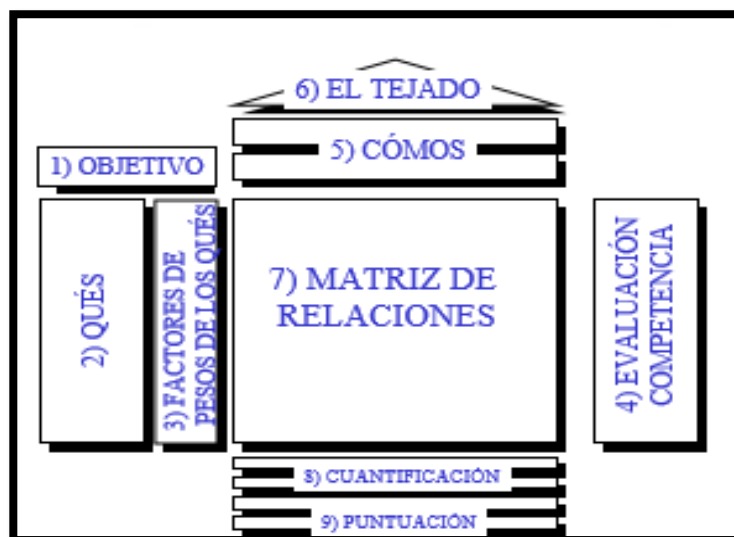 6) EL TEJADO
5) CÓMOS
1) OBJETIVO
2) QUÉS
3) FACTORES DE
PESOS DE LOS QUÉS
7) MATRIZ DE
RELACIONES
4) EVALUACIÓN
COMPETENCIA
8) CUANTIFICACIÓN
9) PUNTUACIÓN